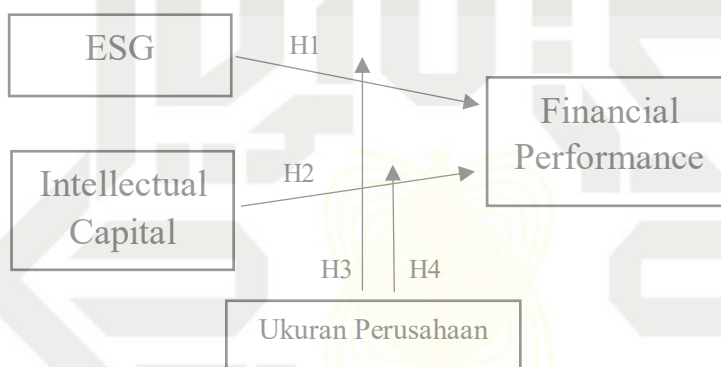 ESG
H1
Financial
Performance
Intellectual
Capital
H2
H3
H4
Ukuran Perusahaan